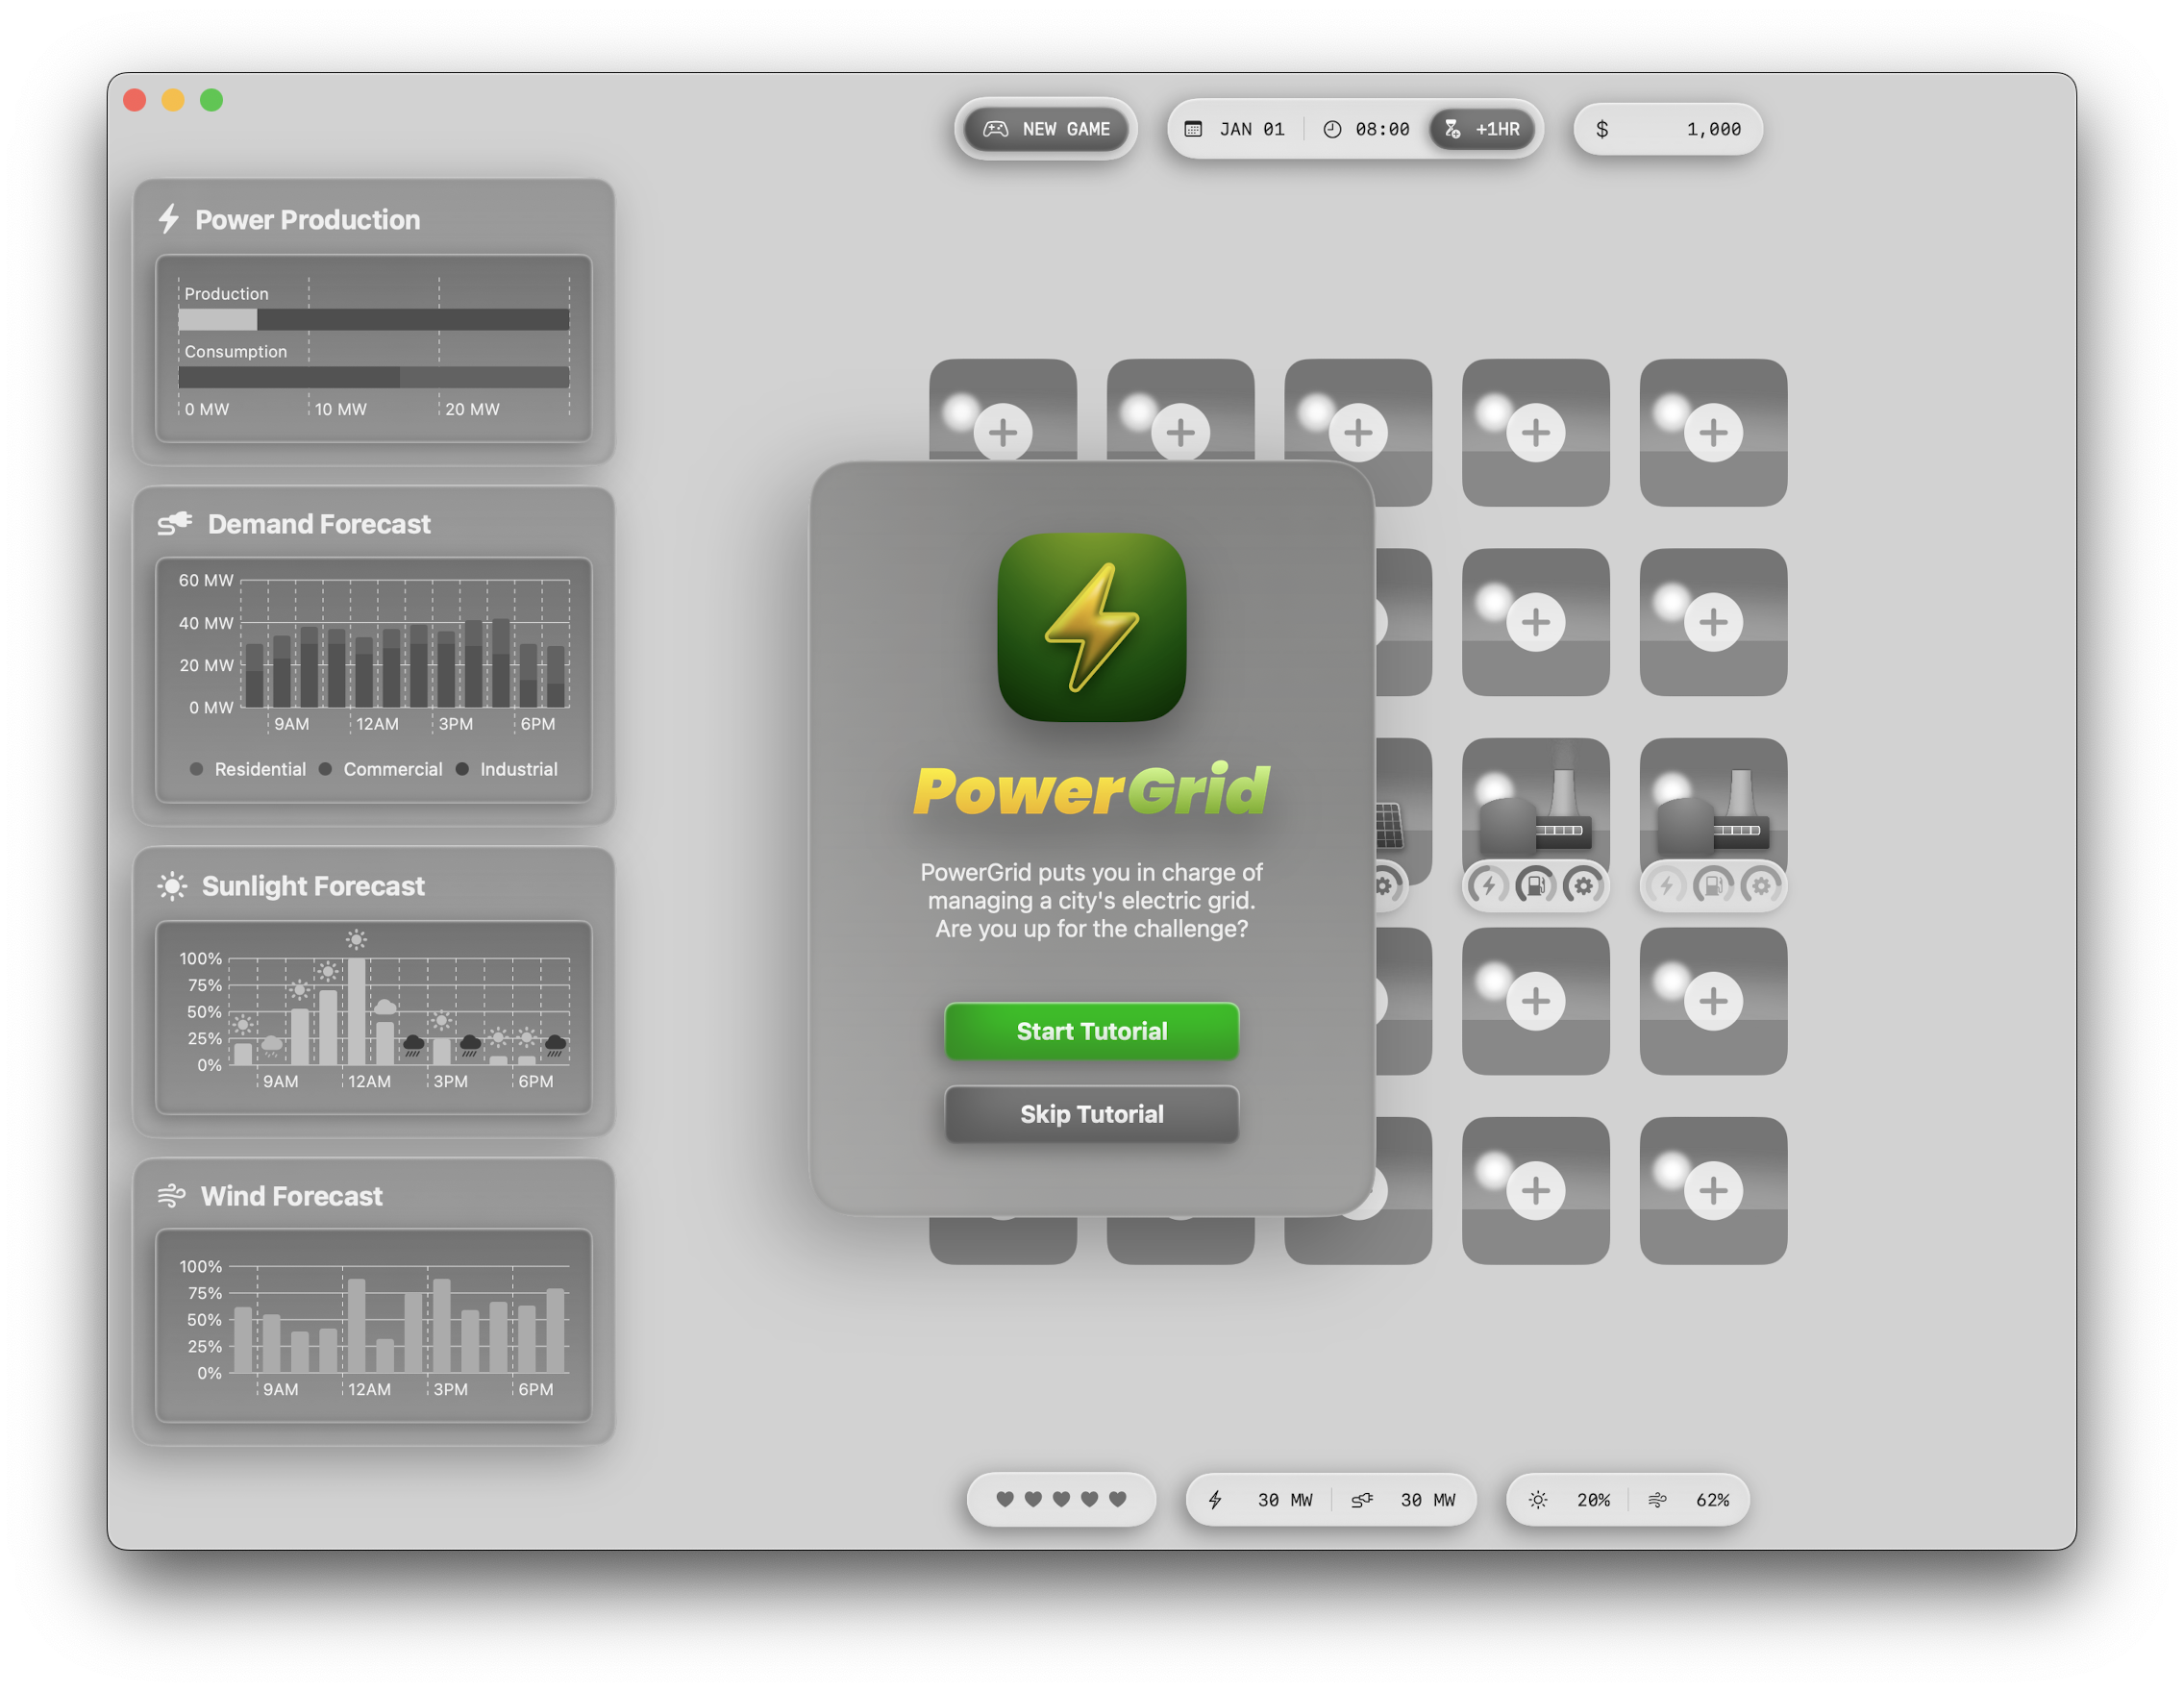 NEW GAME
JAN 01
08:00
+1HR
$ 1,000
Power Production
Production
Consumption
0 MW 10 MW 20 MW
Demand Forecast
60 MW
40 MW
20 MW
0 MW
9AM 12AM 3PM 6PM
Residential Commercial Industrial
Sunlight Forecast
100%
75%
50%
25%
0%
9AM 12AM 3PM 6PM
Wind Forecast
100%
75%
50%
25%
0%
9AM 12AM 3PM 6PM
PowerGrid
PowerGrid puts you in charge of
managing a city's electric grid.
Are you up for the challenge?
Start Tutorial
Skip Tutorial
30 MW
30 MW
20%
62%